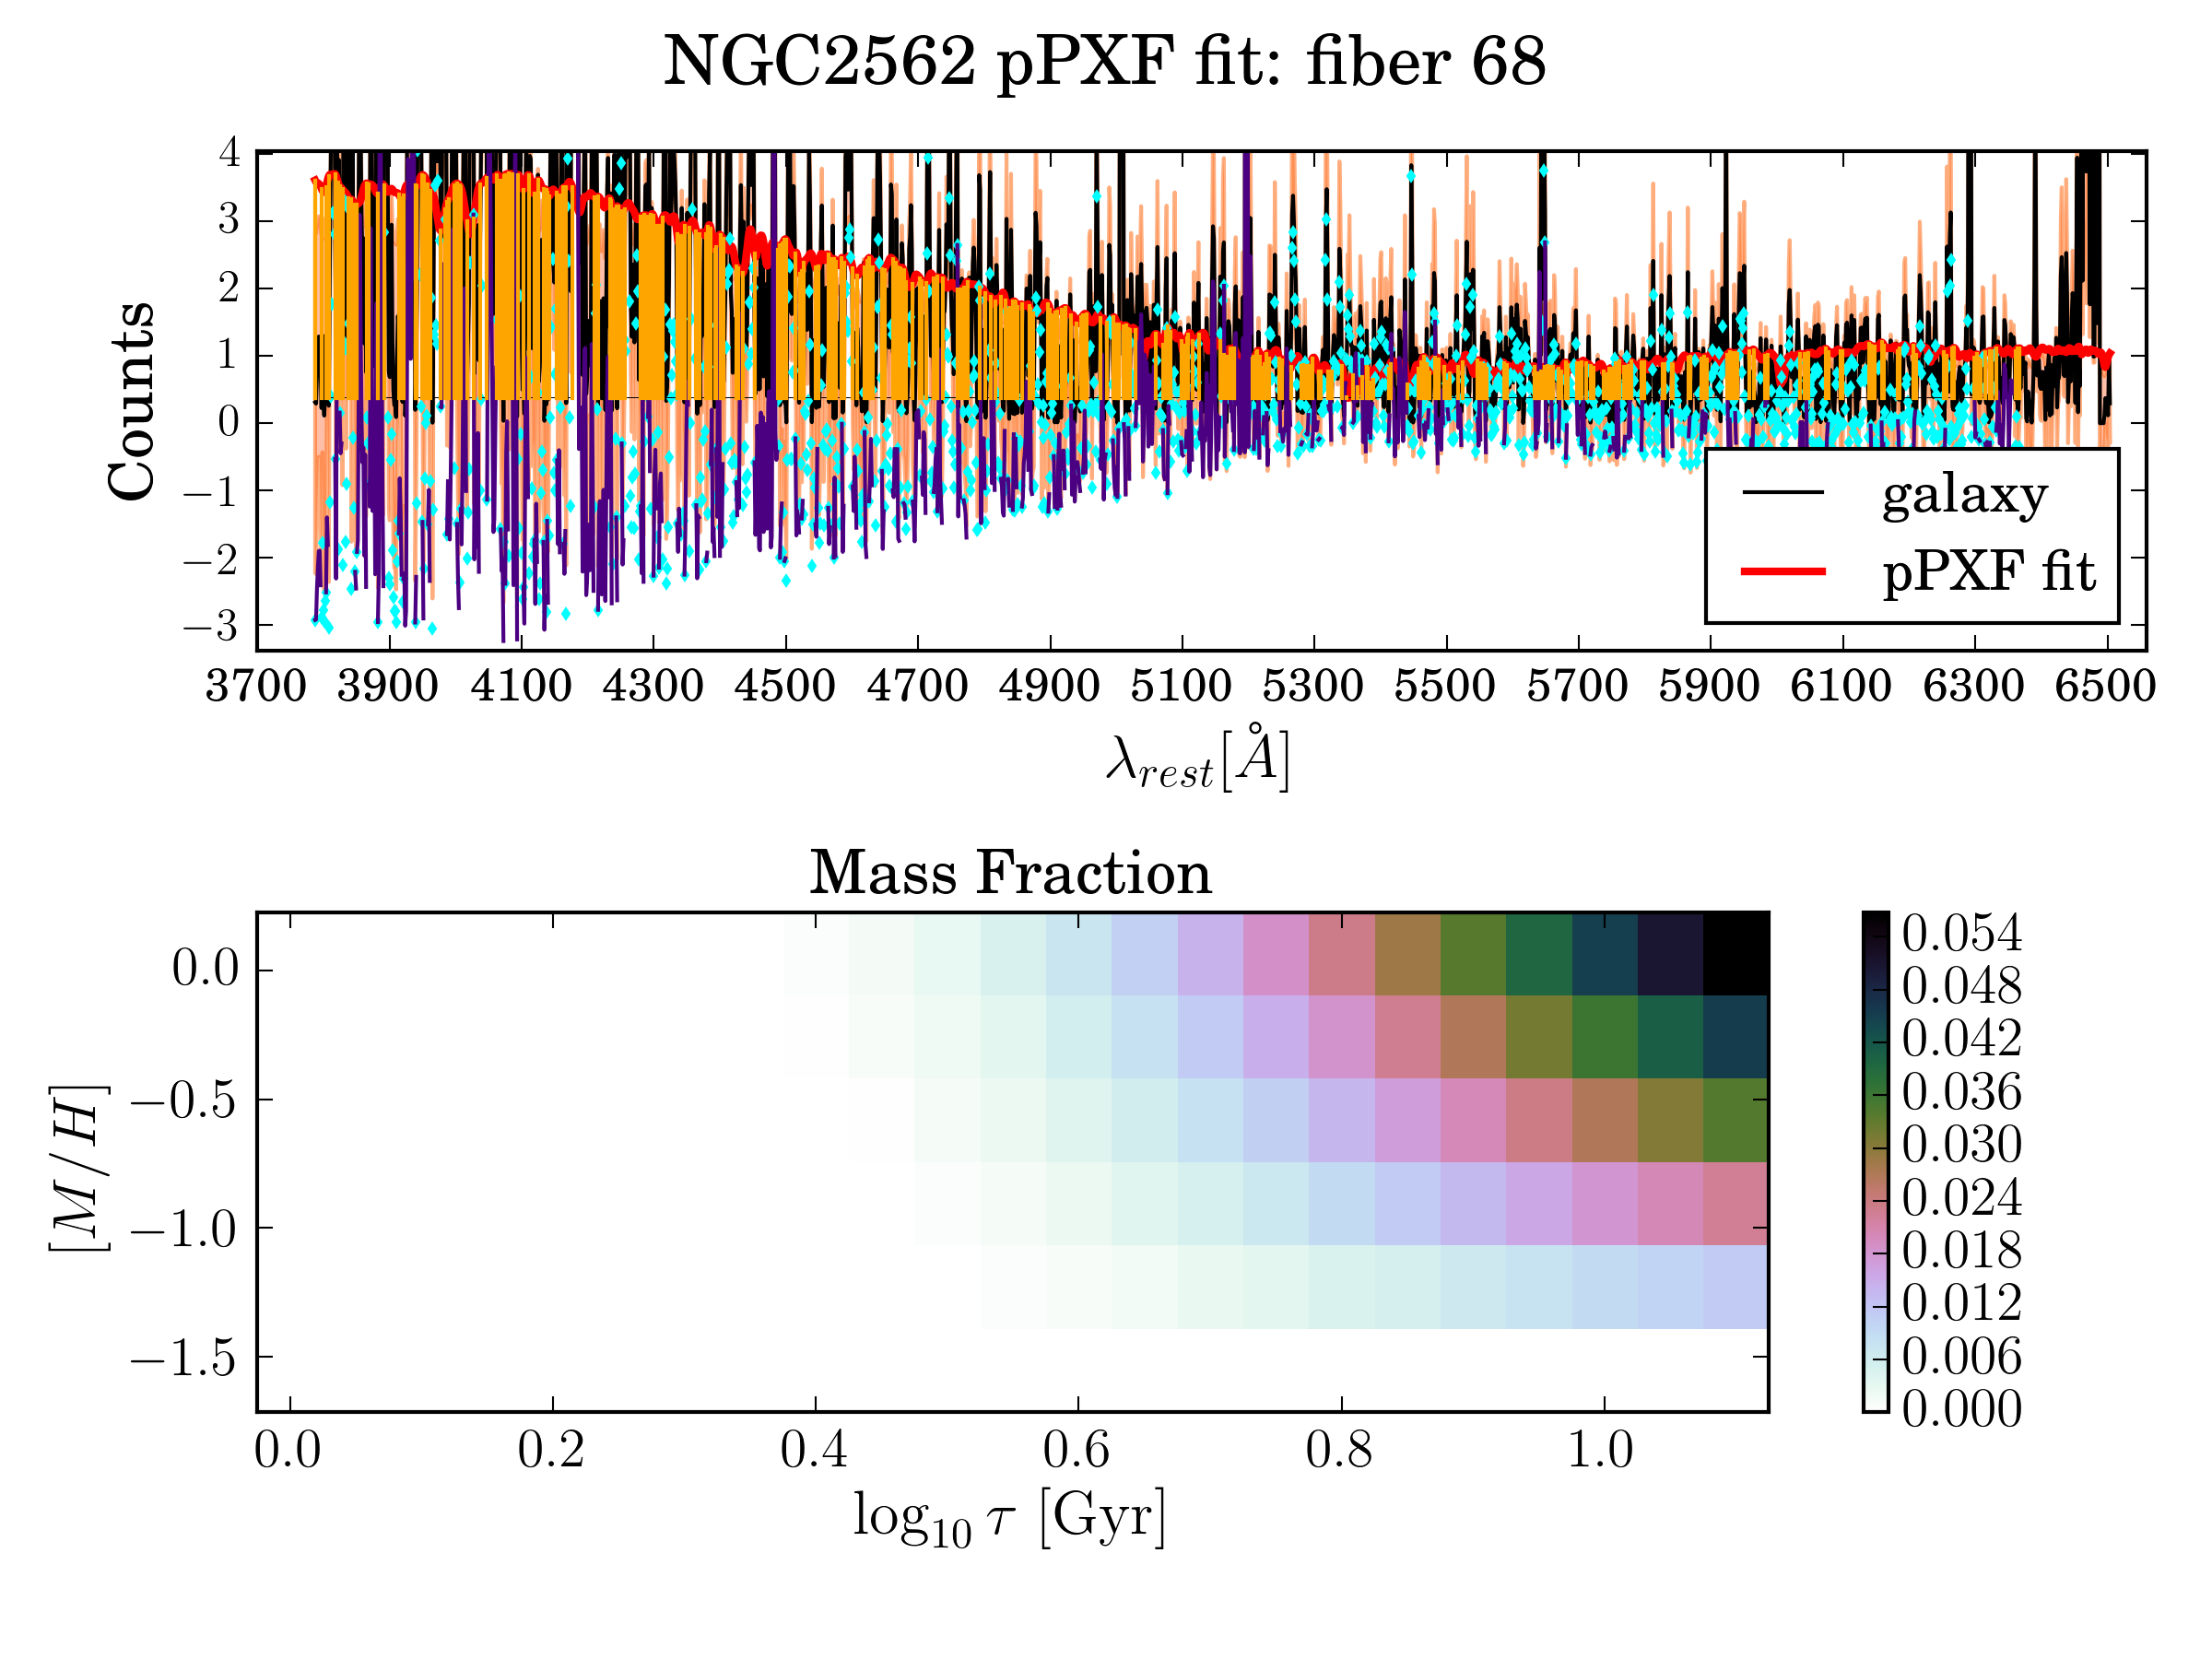 NGC2562 pPXF fit: fiber 68
4
3
2
1
0
−1
−2
−3
Counts
galaxy
pPXF fit
3700 3900 4100 4300 4500 4700 4900 5100 5300 5500 5700 5900 6100 6300 6500
λrest[Å]
Mass Fraction
0.0
−0.5
−1.0
−1.5
[M/H]
0.054
0.048
0.042
0.036
0.030
0.024
0.018
0.012
0.006
0.000
0.0 0.2 0.4 0.6 0.8 1.0
log10 τ [Gyr]